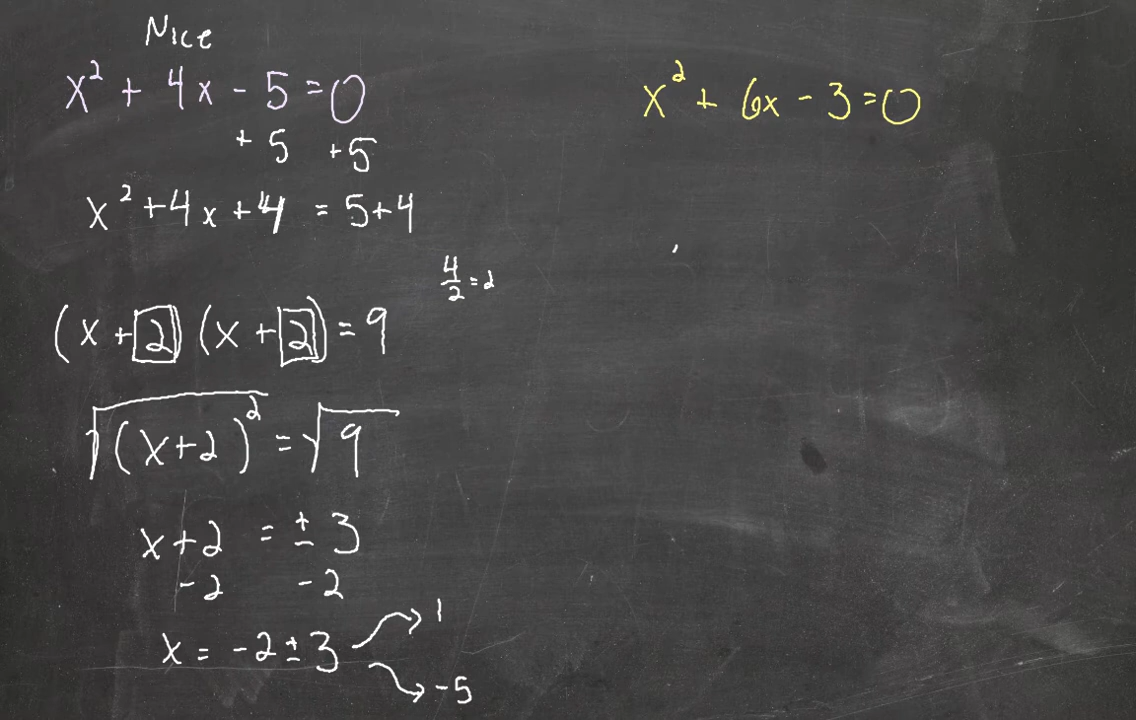 Nice
x² + 4x - 5 = 0
+ 5 + 5
x² + 4x + 4 = 5 + 4
4/2 = 2
(x + 2) (x + 2) = 9
√(x + 2)² = √9
x + 2 = ± 3
- 2 - 2
x = -2 ± 3 → 1
→ -5
x² + 6x - 3 = 0